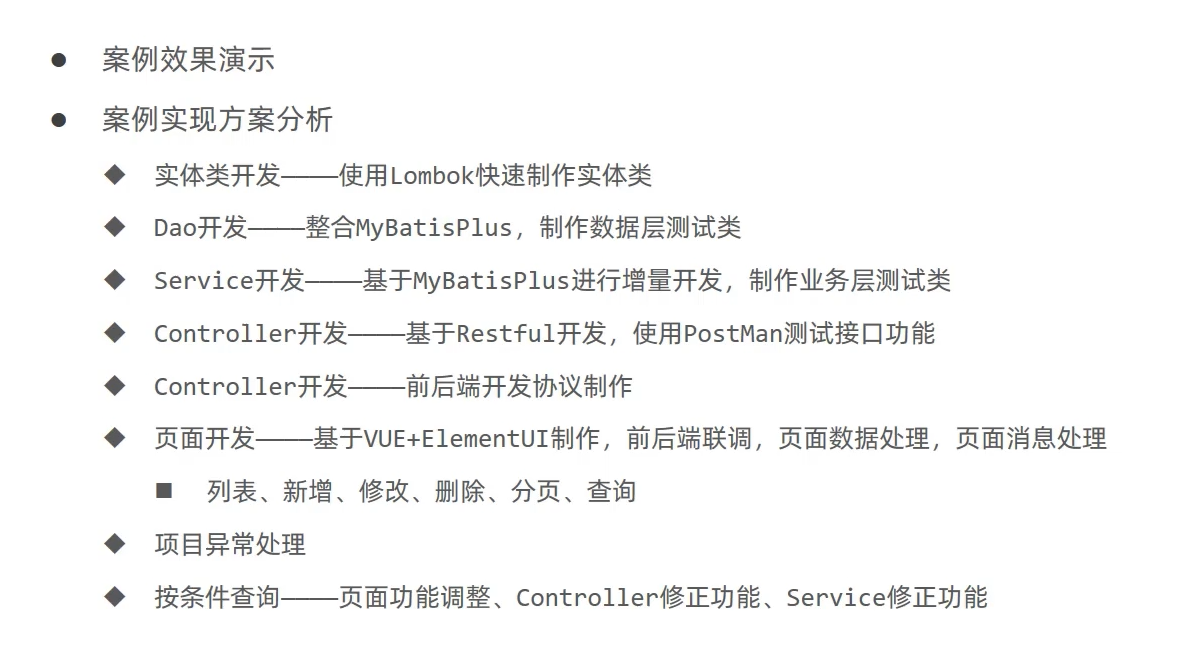 ● 案例效果演示
● 案例实现方案分析
◆ 实体类开发————使用Lombok快速制作实体类
◆ Dao开发————整合MyBatisPlus，制作数据层测试类
◆ Service开发————基于MyBatisPlus进行增量开发，制作业务层测试类
◆ Controller开发————基于Restful开发，使用PostMan测试接口功能
◆ Controller开发————前后端开发协议制作
◆ 页面开发————基于VUE+ElementUI制作，前后端联调，页面数据处理，页面消息处理
■ 列表、新增、修改、删除、分页、查询
◆ 项目异常处理
◆ 按条件查询————页面功能调整、Controller修正功能、Service修正功能